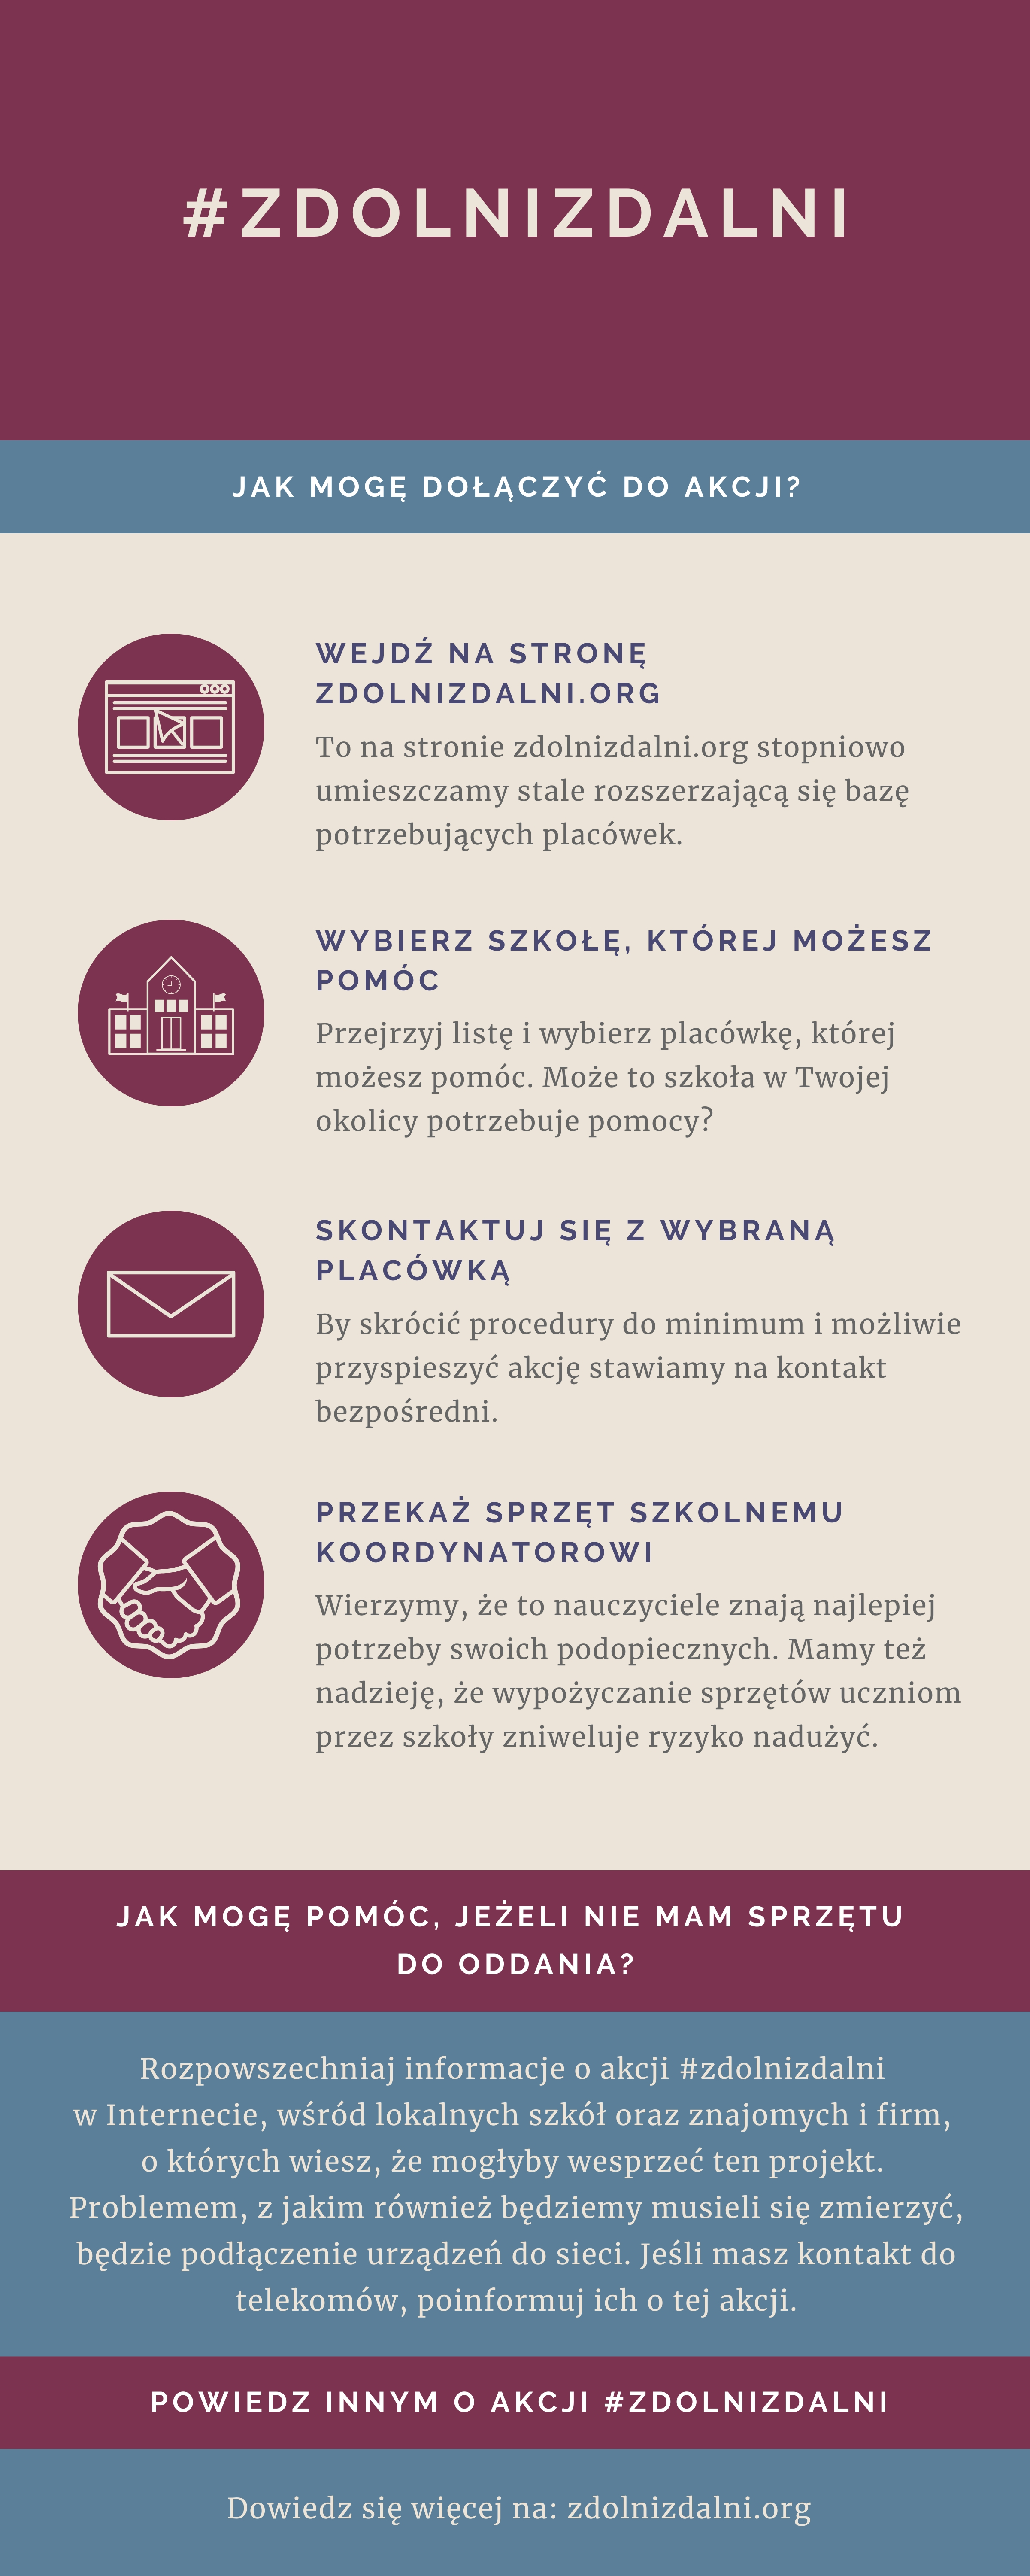 #ZDOLNIZDALNI
JAK MOGĘ DOŁĄCZYĆ DO AKCJI?
WEJDŹ NA STRONĘ
ZDOLNIZDALNI.ORG
To na stronie zdolnizdalni.org stopniowo
umieszczamy stale rozszerzającą się bazę
potrzebujących placówek.
WYBIERZ SZKOŁĘ, KTÓREJ MOŻESZ
POMÓC
Przejrzyj listę i wybierz placówkę, której
możesz pomóc. Może to szkoła w Twojej
okolicy potrzebuje pomocy?
SKONTAKTUJ SIĘ Z WYBRANĄ
PLACÓWKĄ
By skrócić procedury do minimum i możliwie
przyspieszyć akcję stawiamy na kontakt
bezpośredni.
PRZEKAŻ SPRZĘT SZKOLNEMU
KOORDYNATOROWI
Wierzymy, że to nauczyciele znają najlepiej
potrzeby swoich podopiecznych. Mamy też
nadzieję, że wypożyczanie sprzętów uczniom
przez szkoły zniweluje ryzyko nadużyć.
JAK MOGĘ POMÓC, JEŻELI NIE MAM SPRZĘTU
DO ODDANIA?
Rozpowszechniaj informacje o akcji #zdolnizdalni
w Internecie, wśród lokalnych szkół oraz znajomych i firm,
o których wiesz, że mogłyby wesprzeć ten projekt.
Problemem, z jakim również będziemy musieli się zmierzyć,
będzie podłączenie urządzeń do sieci. Jeśli masz kontakt do
telekomów, poinformuj ich o tej akcji.
POWIEDZ INNYM O AKCJI #ZDOLNIZDALNI
Dowiedz się więcej na: zdolnizdalni.org